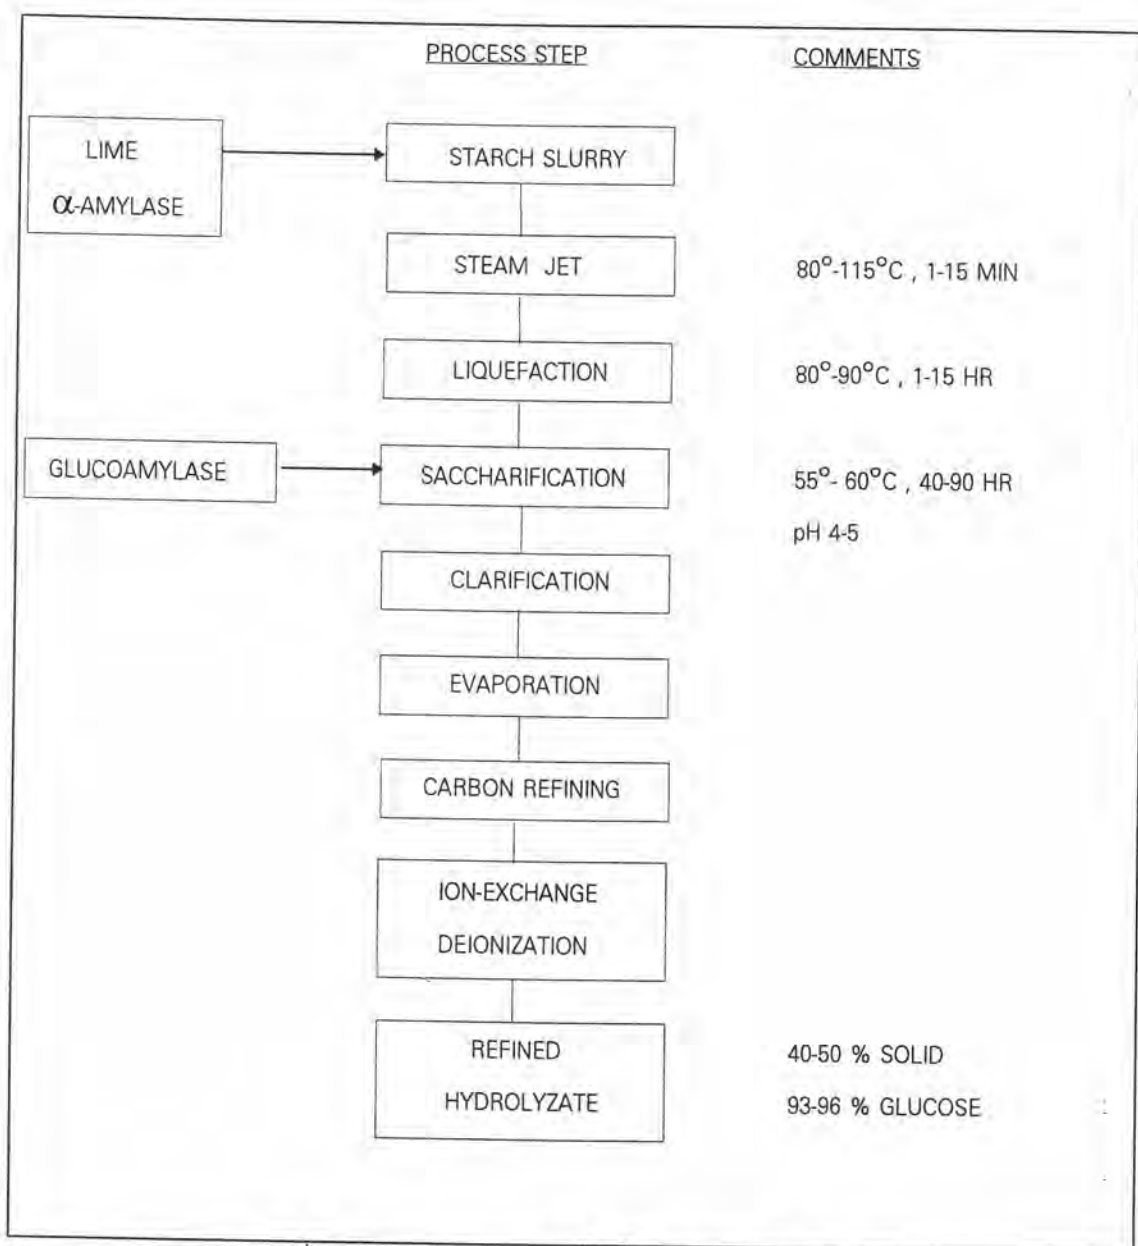 PROCESS STEP
COMMENTS
LIME
α-AMYLASE
STARCH SLURRY
STEAM JET
80°-115°C , 1-15 MIN
LIQUEFACTION
80°-90°C , 1-15 HR
GLUCOAMYLASE
SACCHARIFICATION
55°- 60°C , 40-90 HR
pH 4-5
CLARIFICATION
EVAPORATION
CARBON REFINING
ION-EXCHANGE
DEIONIZATION
REFINED
HYDROLYZATE
40-50 % SOLID
93-96 % GLUCOSE